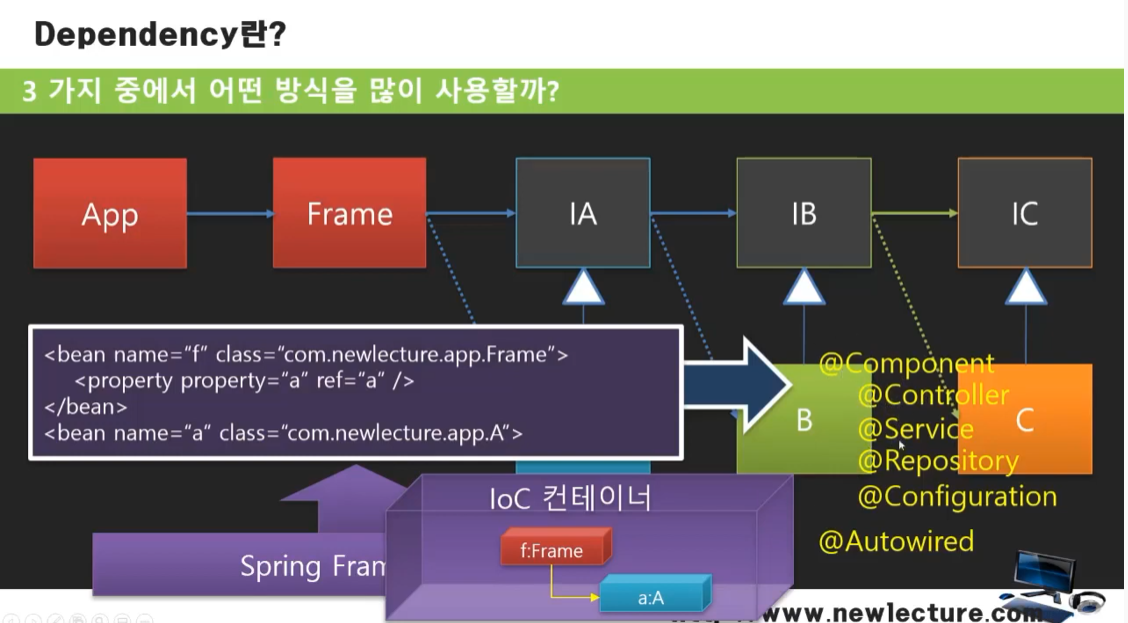 Dependency란?
3 가지 중에서 어떤 방식을 많이 사용할까?
App
Frame
IA
IB
IC
<bean name=“f” class=“com.newlecture.app.Frame”>
<property property=“a” ref=“a” />
</bean>
<bean name=“a” class=“com.newlecture.app.A”>
B
C
@Component
@Controller
@Service
@Repository
@Configuration
@Autowired
IoC 컨테이너
f:Frame
a:A
Spring
www.newlecture.com